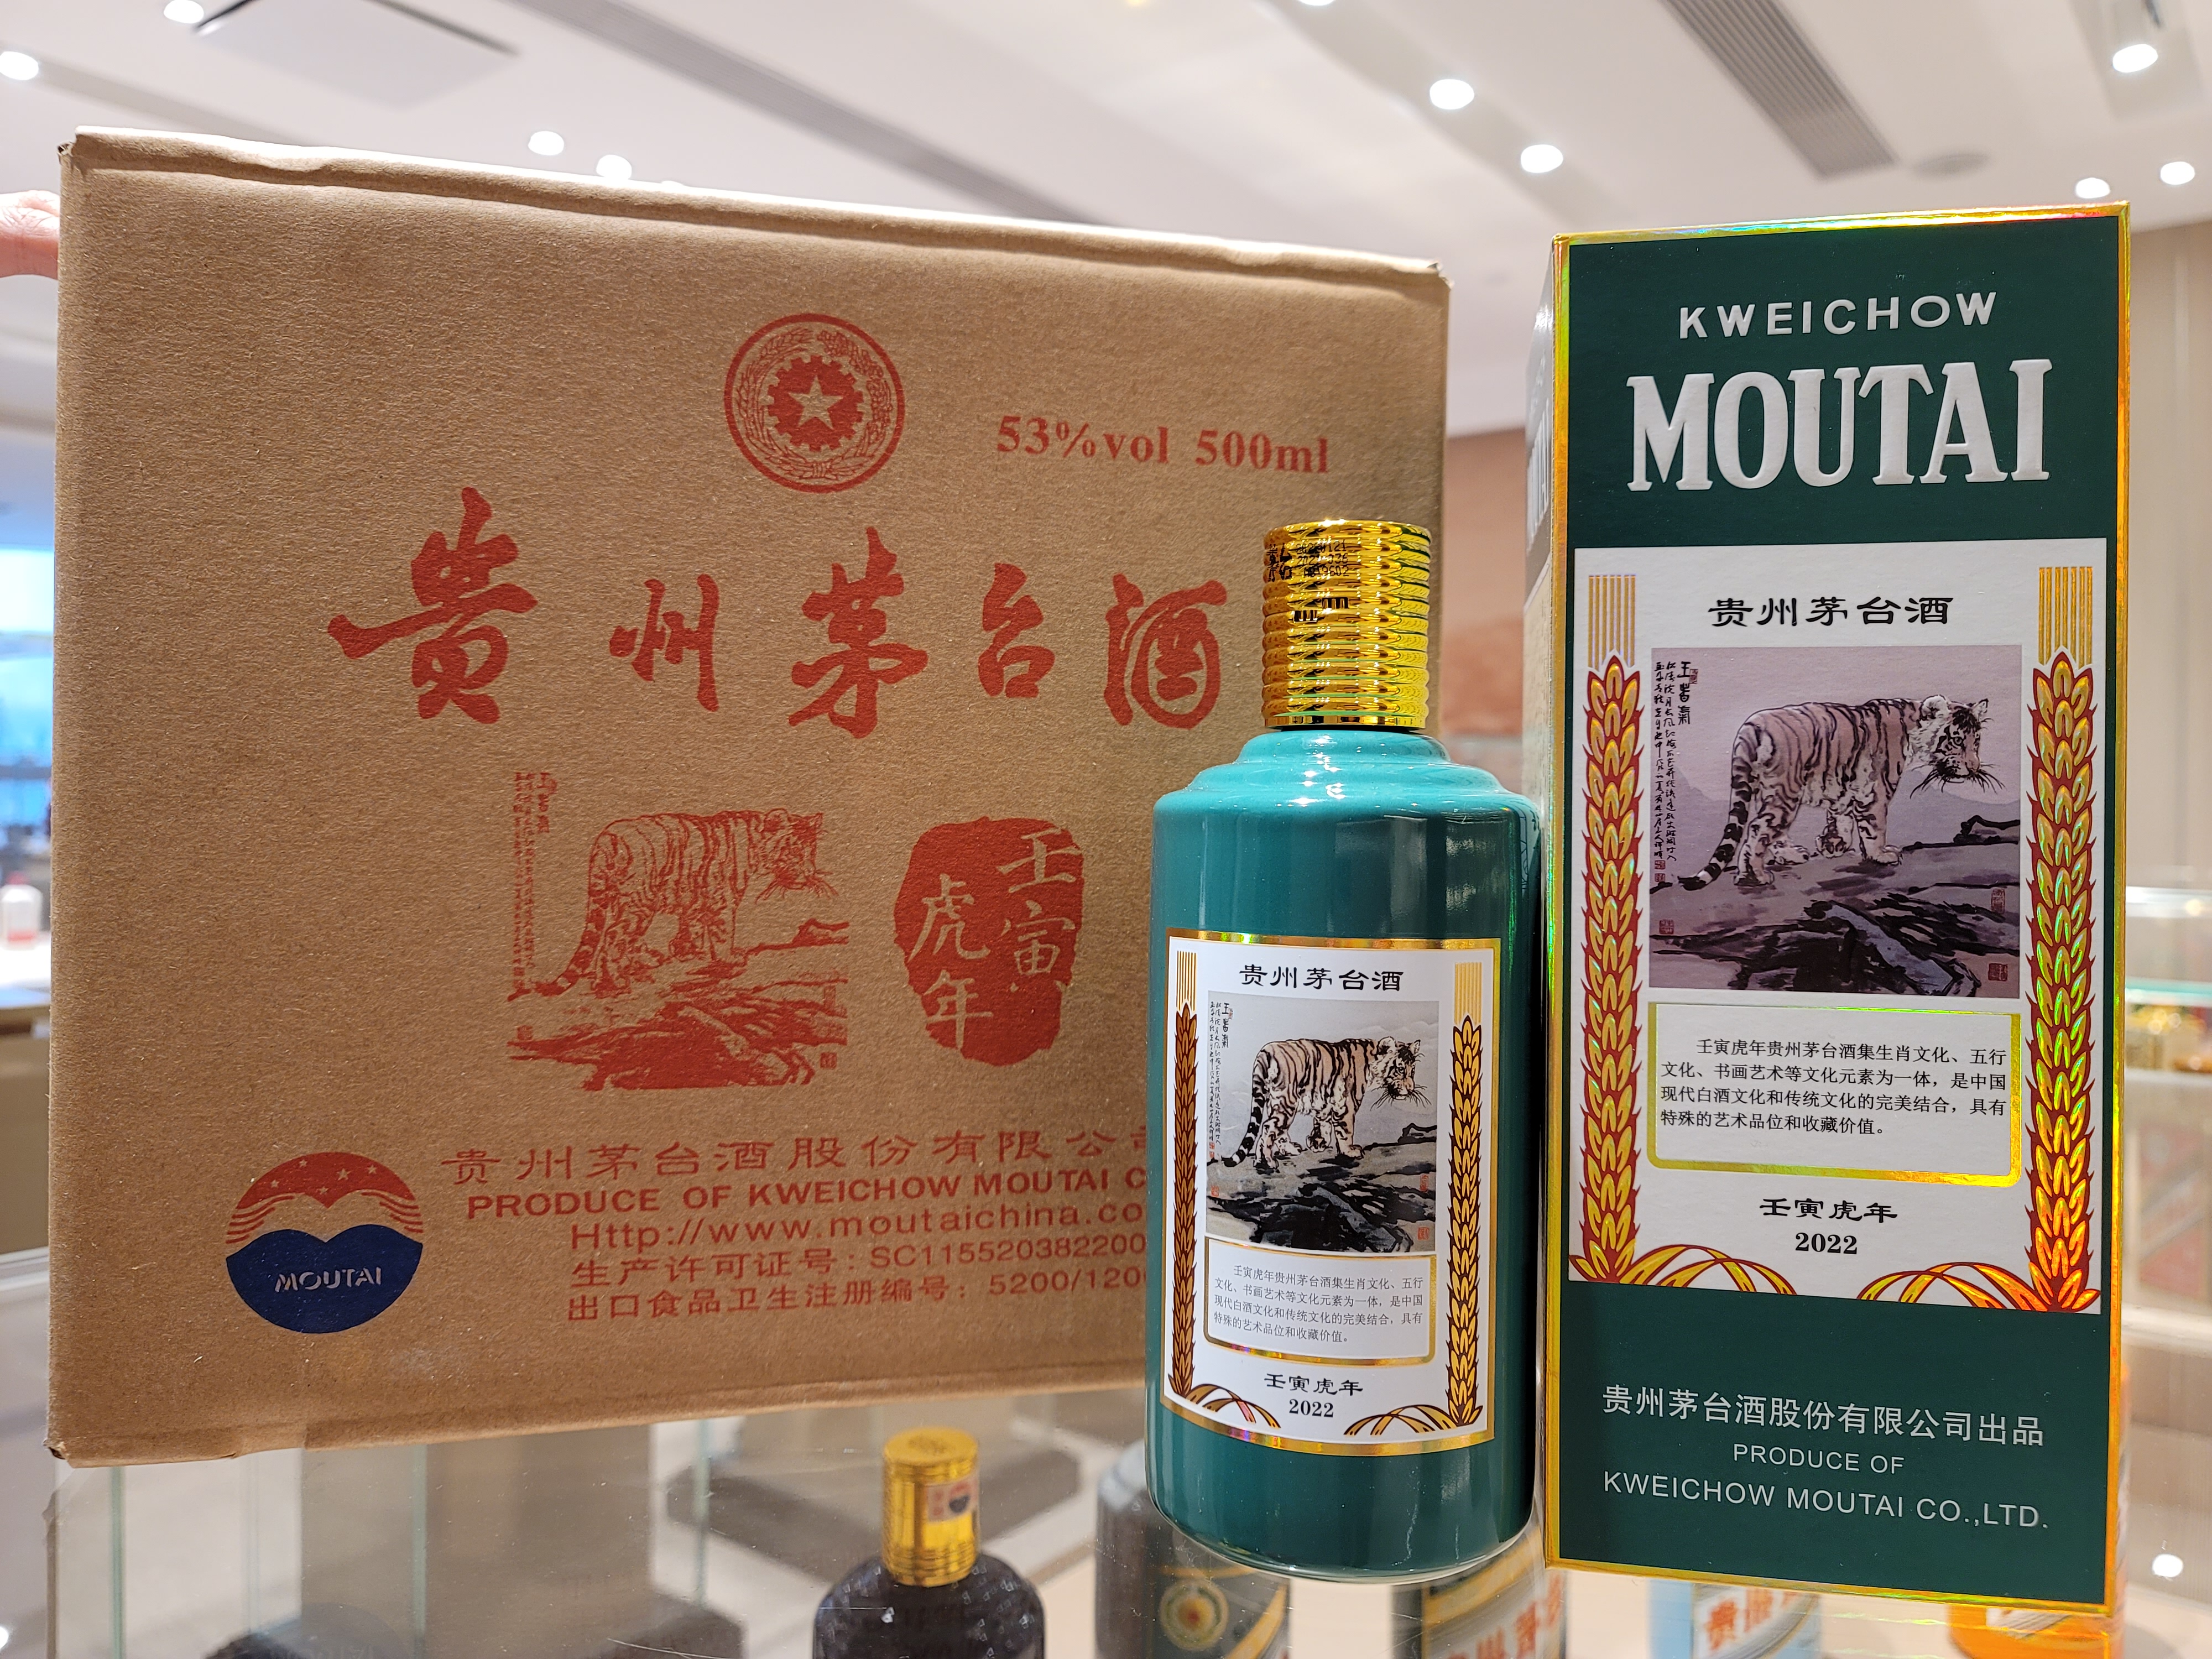 53%vol 500ml
贵州茅台酒
壬寅
虎年
MOUTAI
贵州茅台酒股份有限公
PRODUCE OF KWEICHOW MOUTAI C
Http://www.moutaichina.co
生产许可证号：SC115520382200
出口食品卫生注册编号：5200/120
茅台
贵州茅台酒
王者之气
壬寅虎年贵州茅台酒集生肖文化、五行
文化、书画艺术等文化元素为一体，是中国
现代白酒文化和传统文化的完美结合，具有
特殊的艺术品位和收藏价值。
壬寅虎年
2022
KWEICHOW
MOUTAI
贵州茅台酒
壬寅虎年贵州茅台酒集生肖文化、五行
文化、书画艺术等文化元素为一体，是中国
现代白酒文化和传统文化的完美结合，具有
特殊的艺术品位和收藏价值。
壬寅虎年
2022
贵州茅台酒股份有限公司出品
PRODUCE OF
KWEICHOW MOUTAI CO.,LTD.